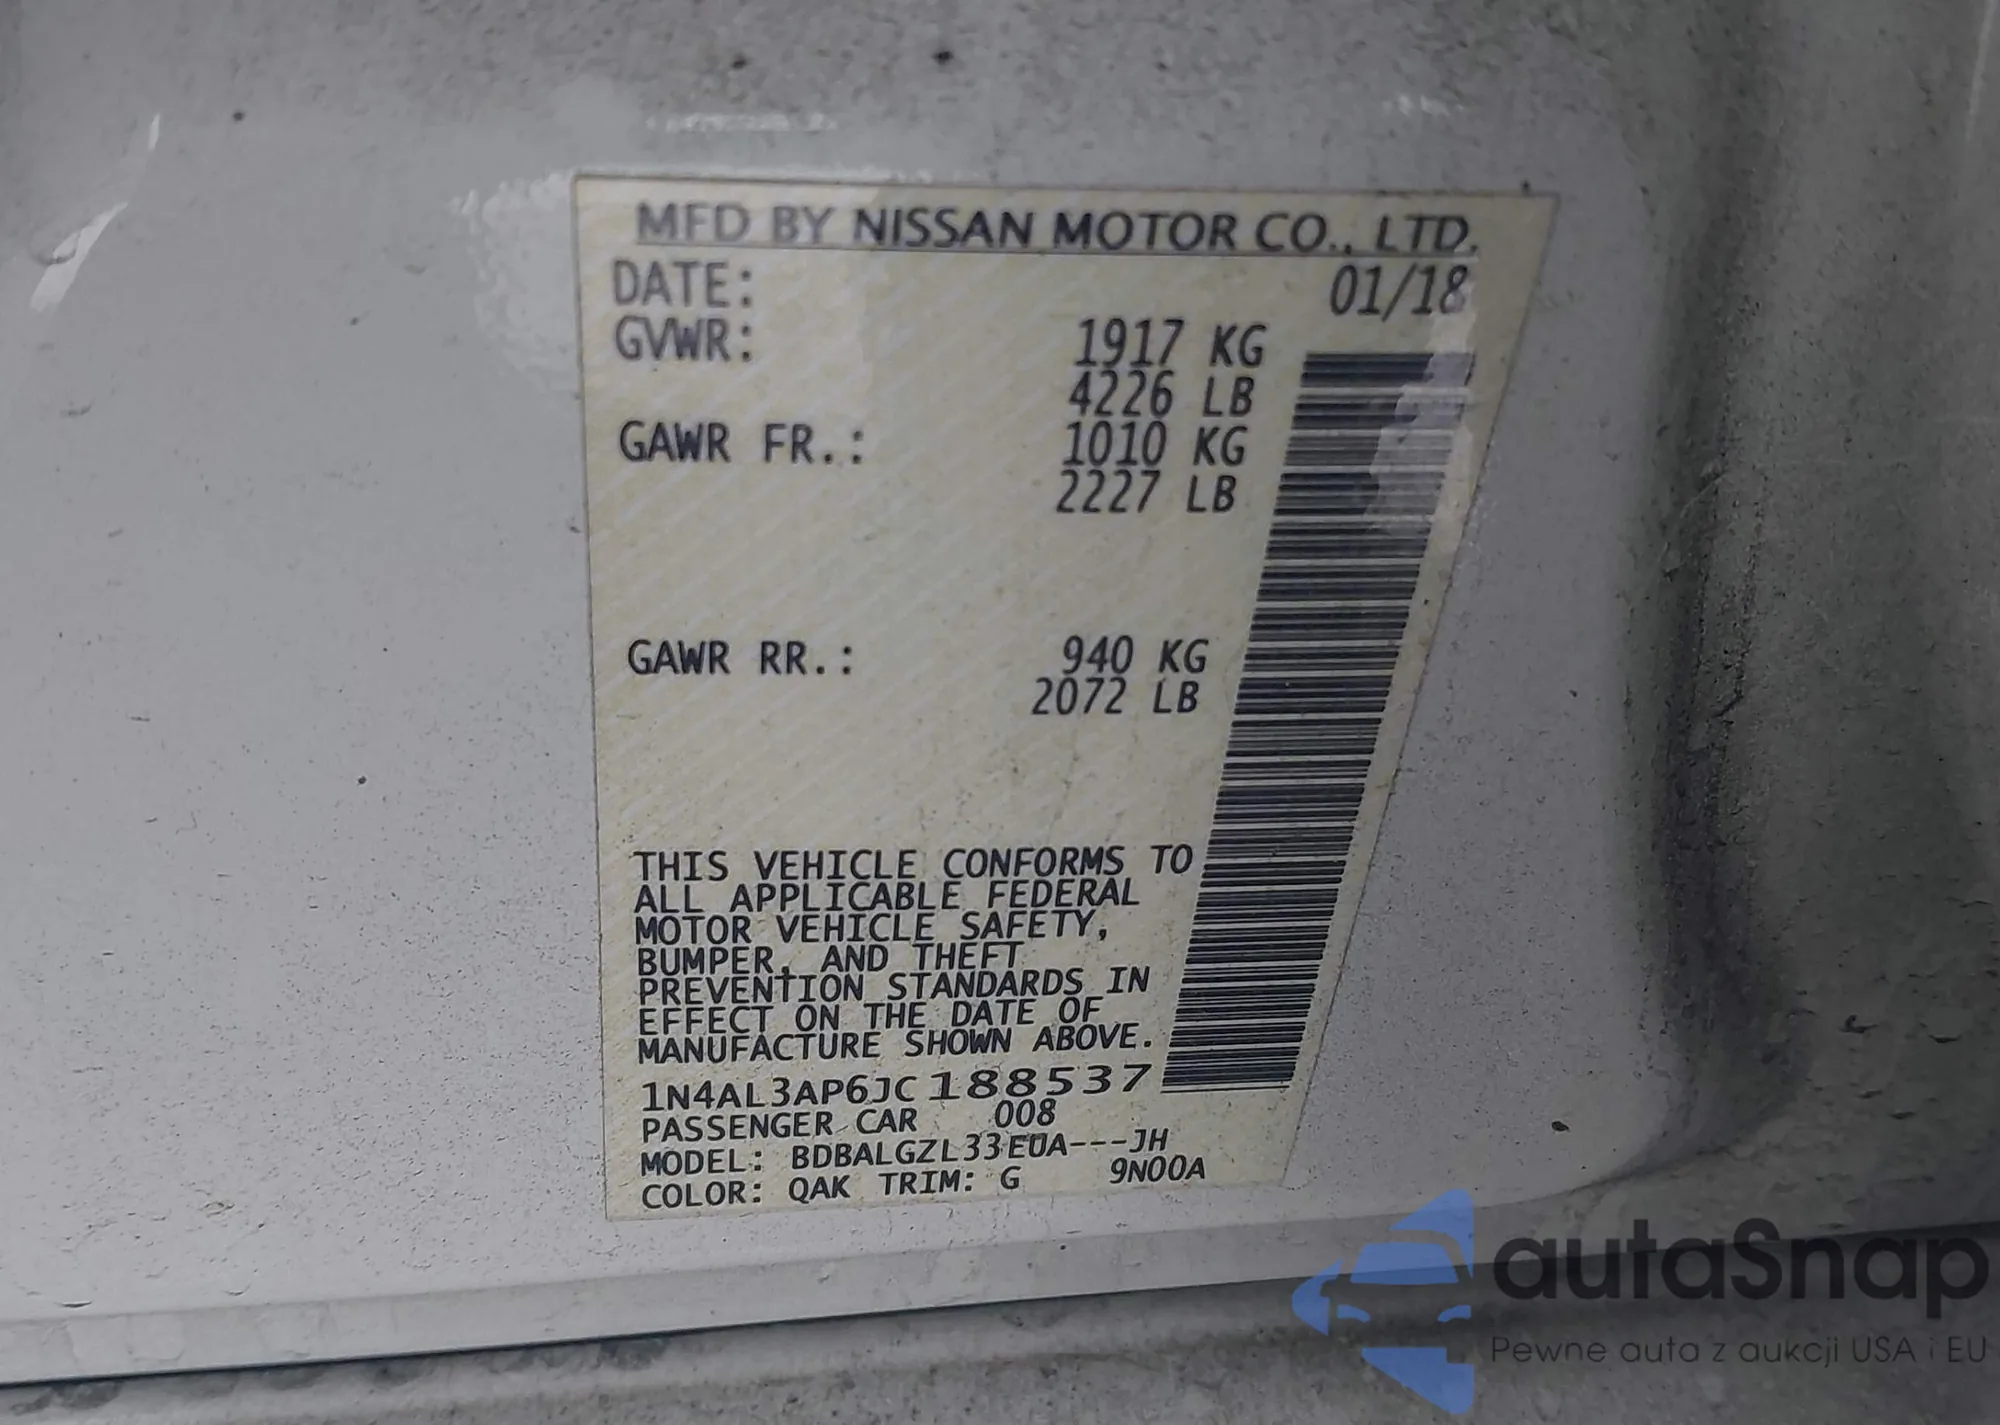 MFD BY NISSAN MOTOR CO., LTD.
DATE: 01/18
GVWR: 1917 KG
4226 LB
GAWR FR.: 1010 KG
2227 LB
GAWR RR.: 940 KG
2072 LB
THIS VEHICLE CONFORMS TO
ALL APPLICABLE FEDERAL
MOTOR VEHICLE SAFETY,
BUMPER, AND THEFT
PREVENTION STANDARDS IN
EFFECT ON THE DATE OF
MANUFACTURE SHOWN ABOVE.
1N4AL3AP6JC188537
PASSENGER CAR 008
MODEL: BDBALGZL33EUA---JH
COLOR: QAK TRIM: G 9N00A
autaSnap
Pewne auta z aukcji USA i EU